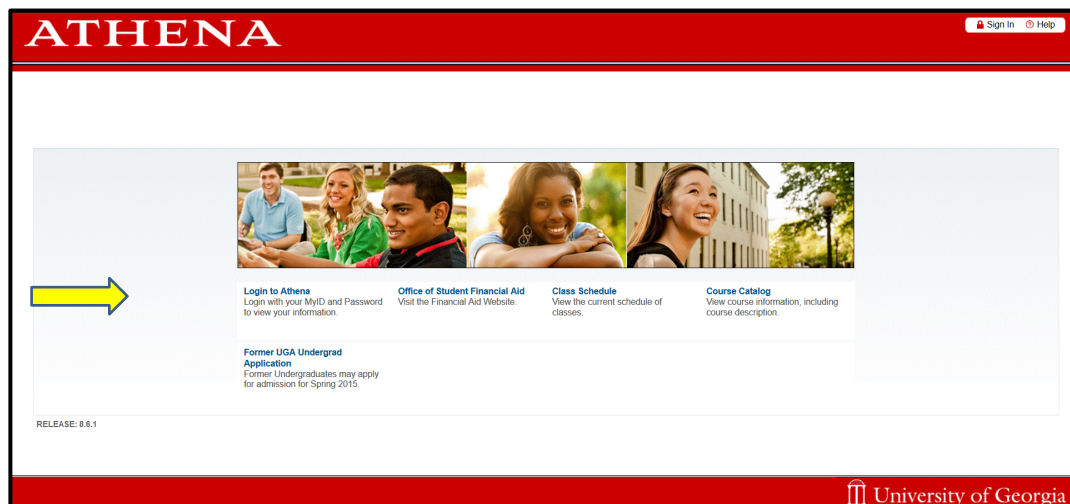 ATHENA
Sign In Help
Login to Athena
Login with your MyID and Password
to view your information.
Office of Student Financial Aid
Visit the Financial Aid Website.
Class Schedule
View the current schedule of
classes.
Course Catalog
View course information, including
course description.
Former UGA Undergrad
Application
Former Undergraduates may apply
for admission for Spring 2015.
RELEASE: 8.6.1
University of Georgia